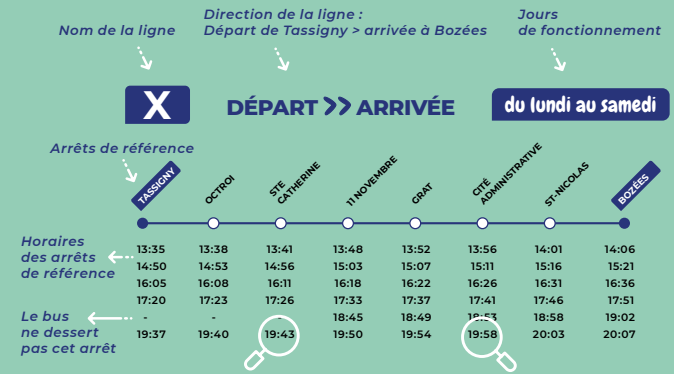 Nom de la ligne
Direction de la ligne :
Départ de Tassigny > arrivée à Bozées
Jours
de fonctionnement
X
DÉPART >> ARRIVÉE
du lundi au samedi
Arrêts de référence
TASSIGNY
OCTROI
STE
CATHERINE
11 NOVEMBRE
GRAT
CITÉ
ADMINISTRATIVE
ST-NICOLAS
BOZÉES
Horaires
des arrêts
de référence
13:35 13:38 13:41 13:48 13:52 13:56 14:01 14:06
14:50 14:53 14:56 15:03 15:07 15:11 15:16 15:21
16:05 16:08 16:11 16:18 16:22 16:26 16:31 16:36
17:20 17:23 17:26 17:33 17:37 17:41 17:46 17:51
Le bus
ne dessert
pas cet arrêt
- - - 18:45 18:49 18:53 18:58 19:02
19:37 19:40 19:43 19:50 19:54 19:58 20:03 20:07